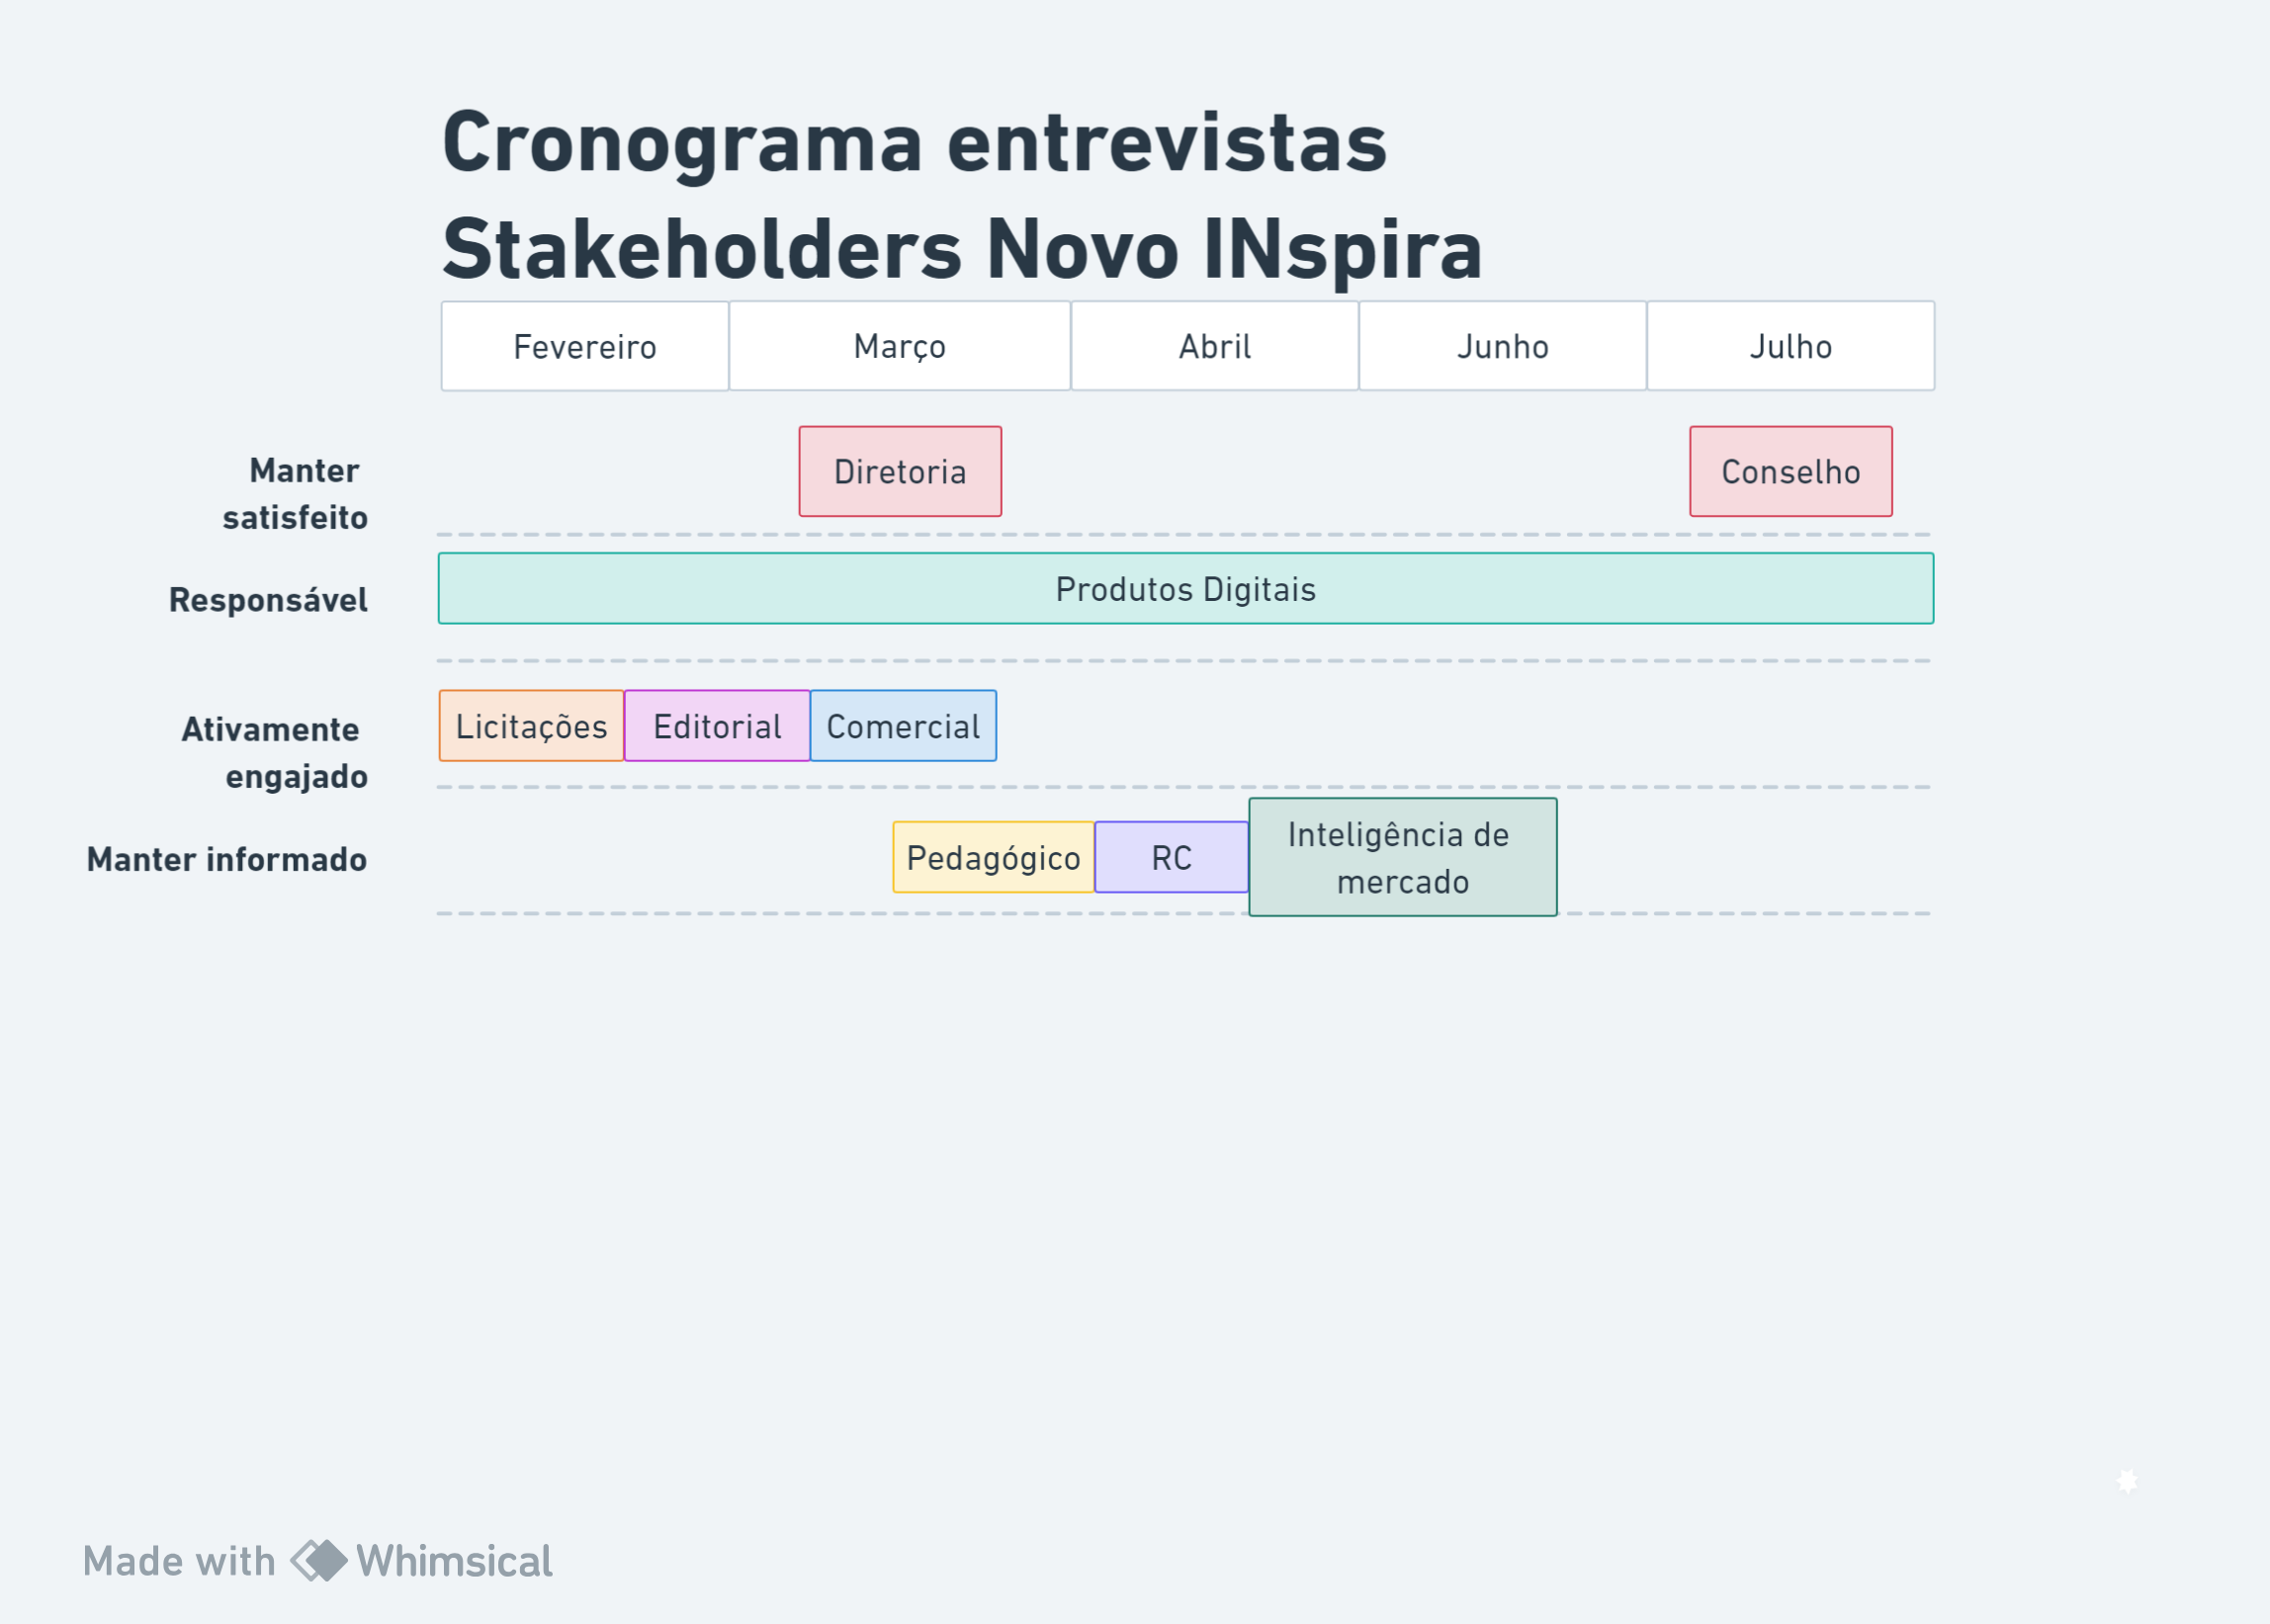 Cronograma entrevistas
Stakeholders Novo INspira
Fevereiro
Março
Abril
Junho
Julho
Manter
satisfeito
Diretoria
Conselho
Responsável
Produtos Digitais
Ativamente
engajado
Licitações
Editorial
Comercial
Manter informado
Pedagógico
RC
Inteligência de
mercado
Made with Whimsical